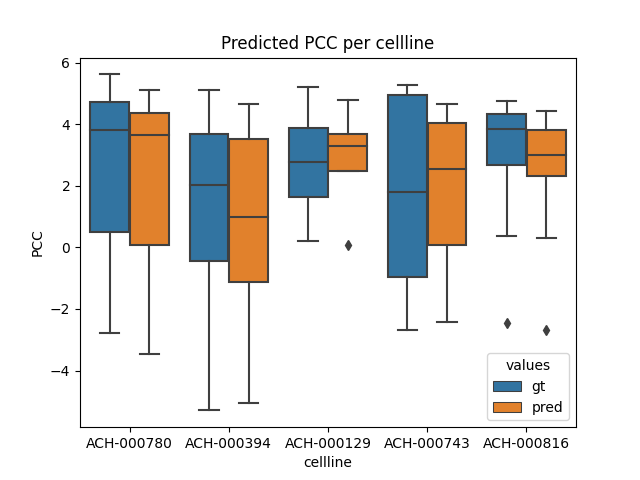 Predicted PCC per cellline
6
4
2
0
−2
−4
PCC
ACH-000780 ACH-000394 ACH-000129 ACH-000743 ACH-000816
cellline
values
gt
pred